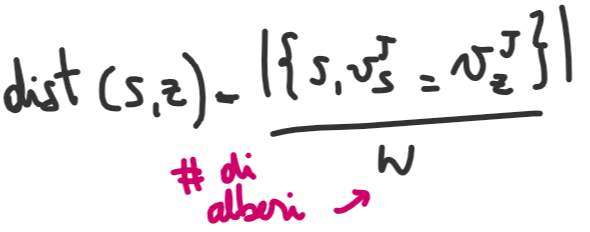 dist (s,z) = |{s, v_s^J = v_z^J}| / W
# di
alberi →